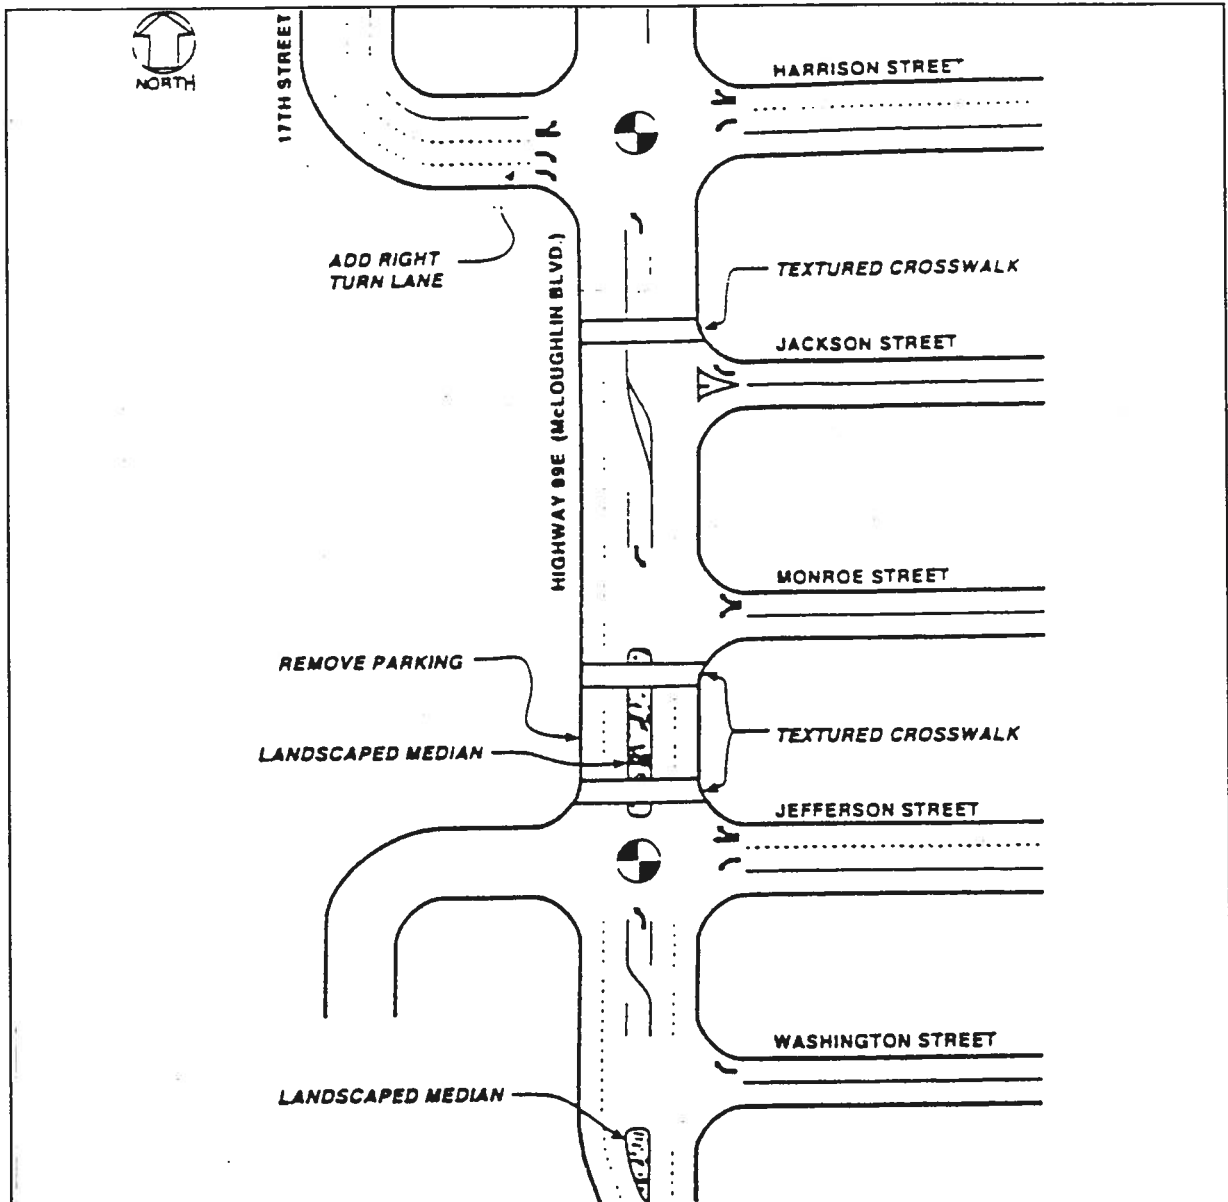 NORTH
17TH STREET
HARRISON STREET
ADD RIGHT
TURN LANE
HIGHWAY 99E (McLOUGHLIN BLVD.)
TEXTURED CROSSWALK
JACKSON STREET
MONROE STREET
REMOVE PARKING
LANDSCAPED MEDIAN
TEXTURED CROSSWALK
JEFFERSON STREET
WASHINGTON STREET
LANDSCAPED MEDIAN